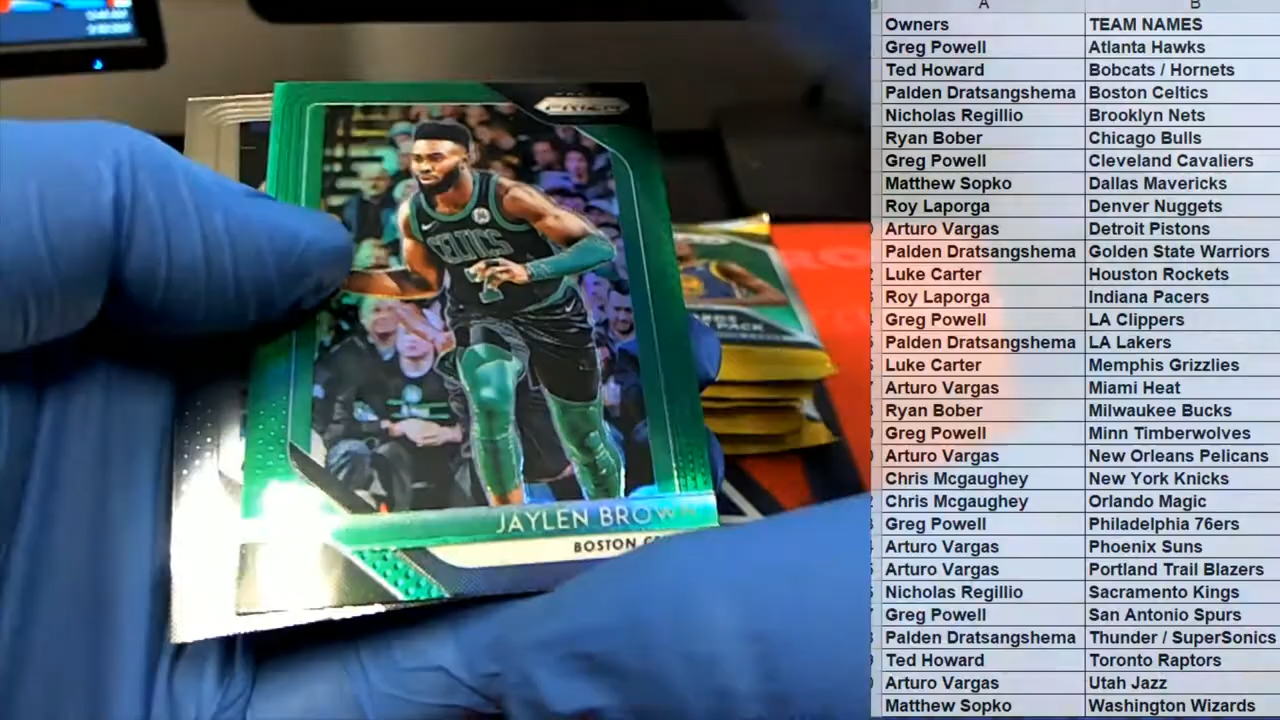 PRIZM
CELTICS
7
JAYLEN BROWN
BOSTON
PACK
A B
Owners TEAM NAMES
Greg Powell Atlanta Hawks
Ted Howard Bobcats / Hornets
Palden Dratsangshema Boston Celtics
Nicholas Regillio Brooklyn Nets
Ryan Bober Chicago Bulls
Greg Powell Cleveland Cavaliers
Matthew Sopko Dallas Mavericks
Roy Laporga Denver Nuggets
Arturo Vargas Detroit Pistons
Palden Dratsangshema Golden State Warriors
Luke Carter Houston Rockets
Roy Laporga Indiana Pacers
Greg Powell LA Clippers
Palden Dratsangshema LA Lakers
Luke Carter Memphis Grizzlies
Arturo Vargas Miami Heat
Ryan Bober Milwaukee Bucks
Greg Powell Minn Timberwolves
Arturo Vargas New Orleans Pelicans
Chris Mcgaughey New York Knicks
Chris Mcgaughey Orlando Magic
Greg Powell Philadelphia 76ers
Arturo Vargas Phoenix Suns
Arturo Vargas Portland Trail Blazers
Nicholas Regillio Sacramento Kings
Greg Powell San Antonio Spurs
Palden Dratsangshema Thunder / SuperSonics
Ted Howard Toronto Raptors
Arturo Vargas Utah Jazz
Matthew Sopko Washington Wizards